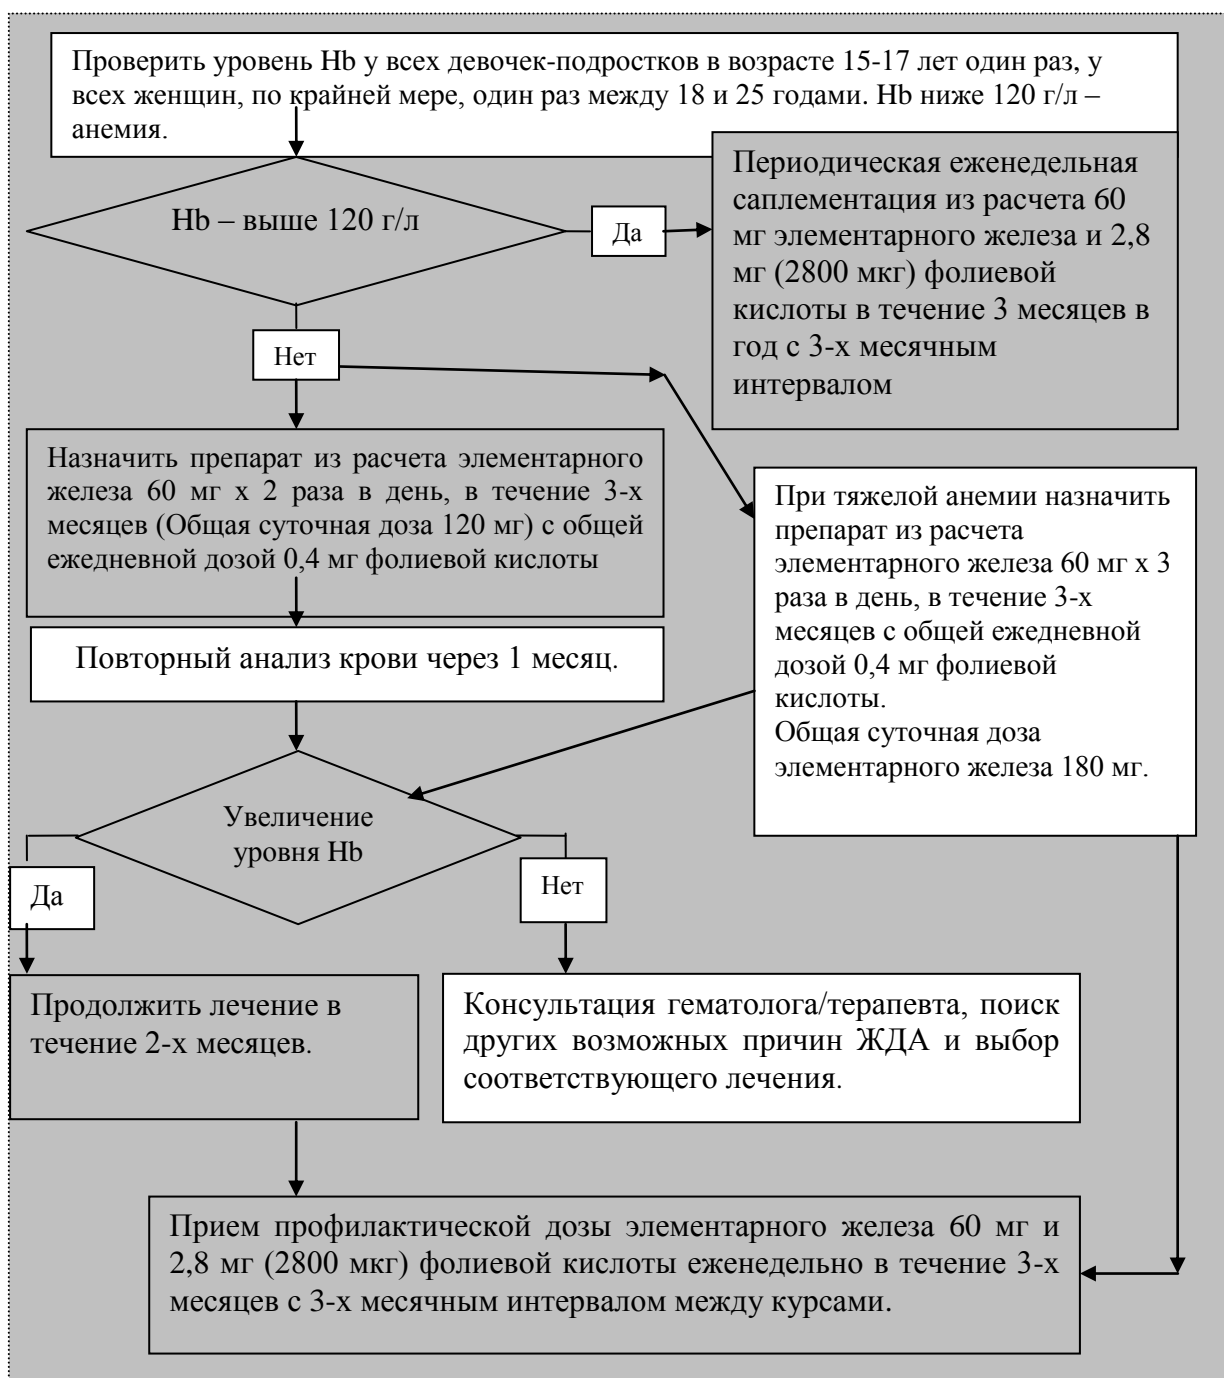 Проверить уровень Hb у всех девочек-подростков в возрасте 15-17 лет один раз, у
всех женщин, по крайней мере, один раз между 18 и 25 годами. Hb ниже 120 г/л –
анемия.
Hb – выше 120 г/л
Да
Периодическая еженедельная
саплементация из расчета 60
мг элементарного железа и 2,8
мг (2800 мкг) фолиевой
кислоты в течение 3 месяцев в
год с 3-х месячным
интервалом
Нет
Назначить препарат из расчета элементарного
железа 60 мг х 2 раза в день, в течение 3-х
месяцев (Общая суточная доза 120 мг) с общей
ежедневной дозой 0,4 мг фолиевой кислоты
При тяжелой анемии назначить
препарат из расчета
элементарного железа 60 мг х 3
раза в день, в течение 3-х
месяцев с общей ежедневной
дозой 0,4 мг фолиевой
кислоты.
Общая суточная доза
элементарного железа 180 мг.
Повторный анализ крови через 1 месяц.
Увеличение
уровня Hb
Да
Нет
Продолжить лечение в
течение 2-х месяцев.
Консультация гематолога/терапевта, поиск
других возможных причин ЖДА и выбор
соответствующего лечения.
Прием профилактической дозы элементарного железа 60 мг и
2,8 мг (2800 мкг) фолиевой кислоты еженедельно в течение 3-х
месяцев с 3-х месячным интервалом между курсами.